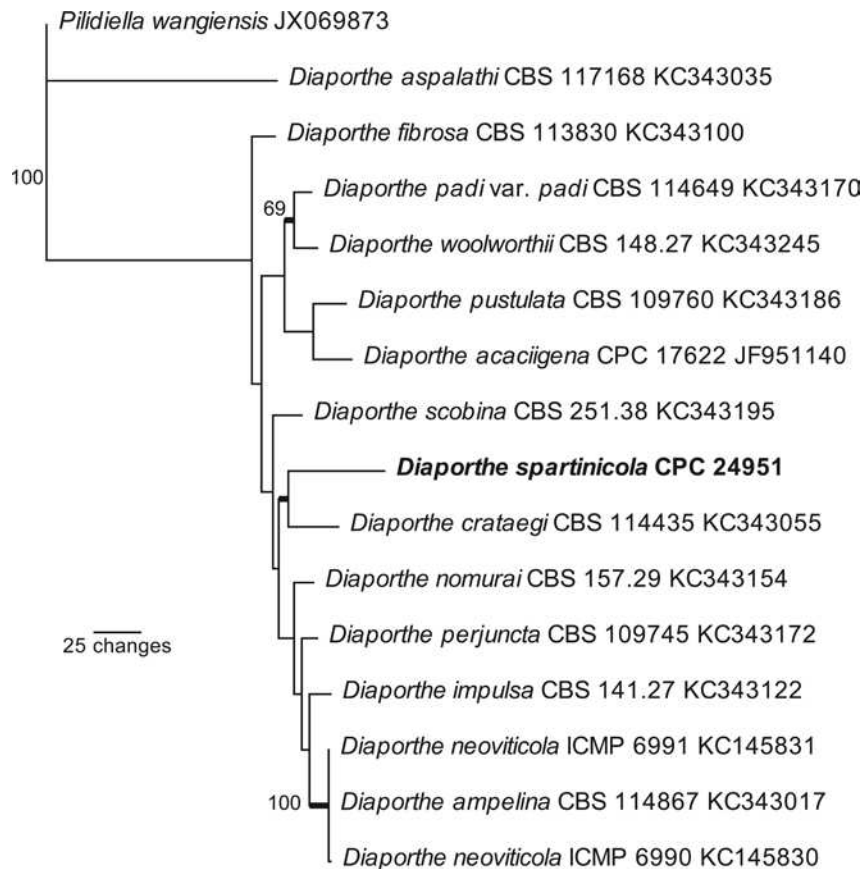 Pilidiella wangiensis JX069873
Diaporthe aspalathi CBS 117168 KC343035
Diaporthe fibrosa CBS 113830 KC343100
100
Diaporthe padi var. padi CBS 114649 KC343170
69
Diaporthe woolworthii CBS 148.27 KC343245
Diaporthe pustulata CBS 109760 KC343186
Diaporthe acaciigena CPC 17622 JF951140
Diaporthe scobina CBS 251.38 KC343195
Diaporthe spartinicola CPC 24951
Diaporthe crataegi CBS 114435 KC343055
Diaporthe nomurai CBS 157.29 KC343154
25 changes
Diaporthe perjuncta CBS 109745 KC343172
Diaporthe impulsa CBS 141.27 KC343122
Diaporthe neoviticola ICMP 6991 KC145831
100
Diaporthe ampelina CBS 114867 KC343017
Diaporthe neoviticola ICMP 6990 KC145830